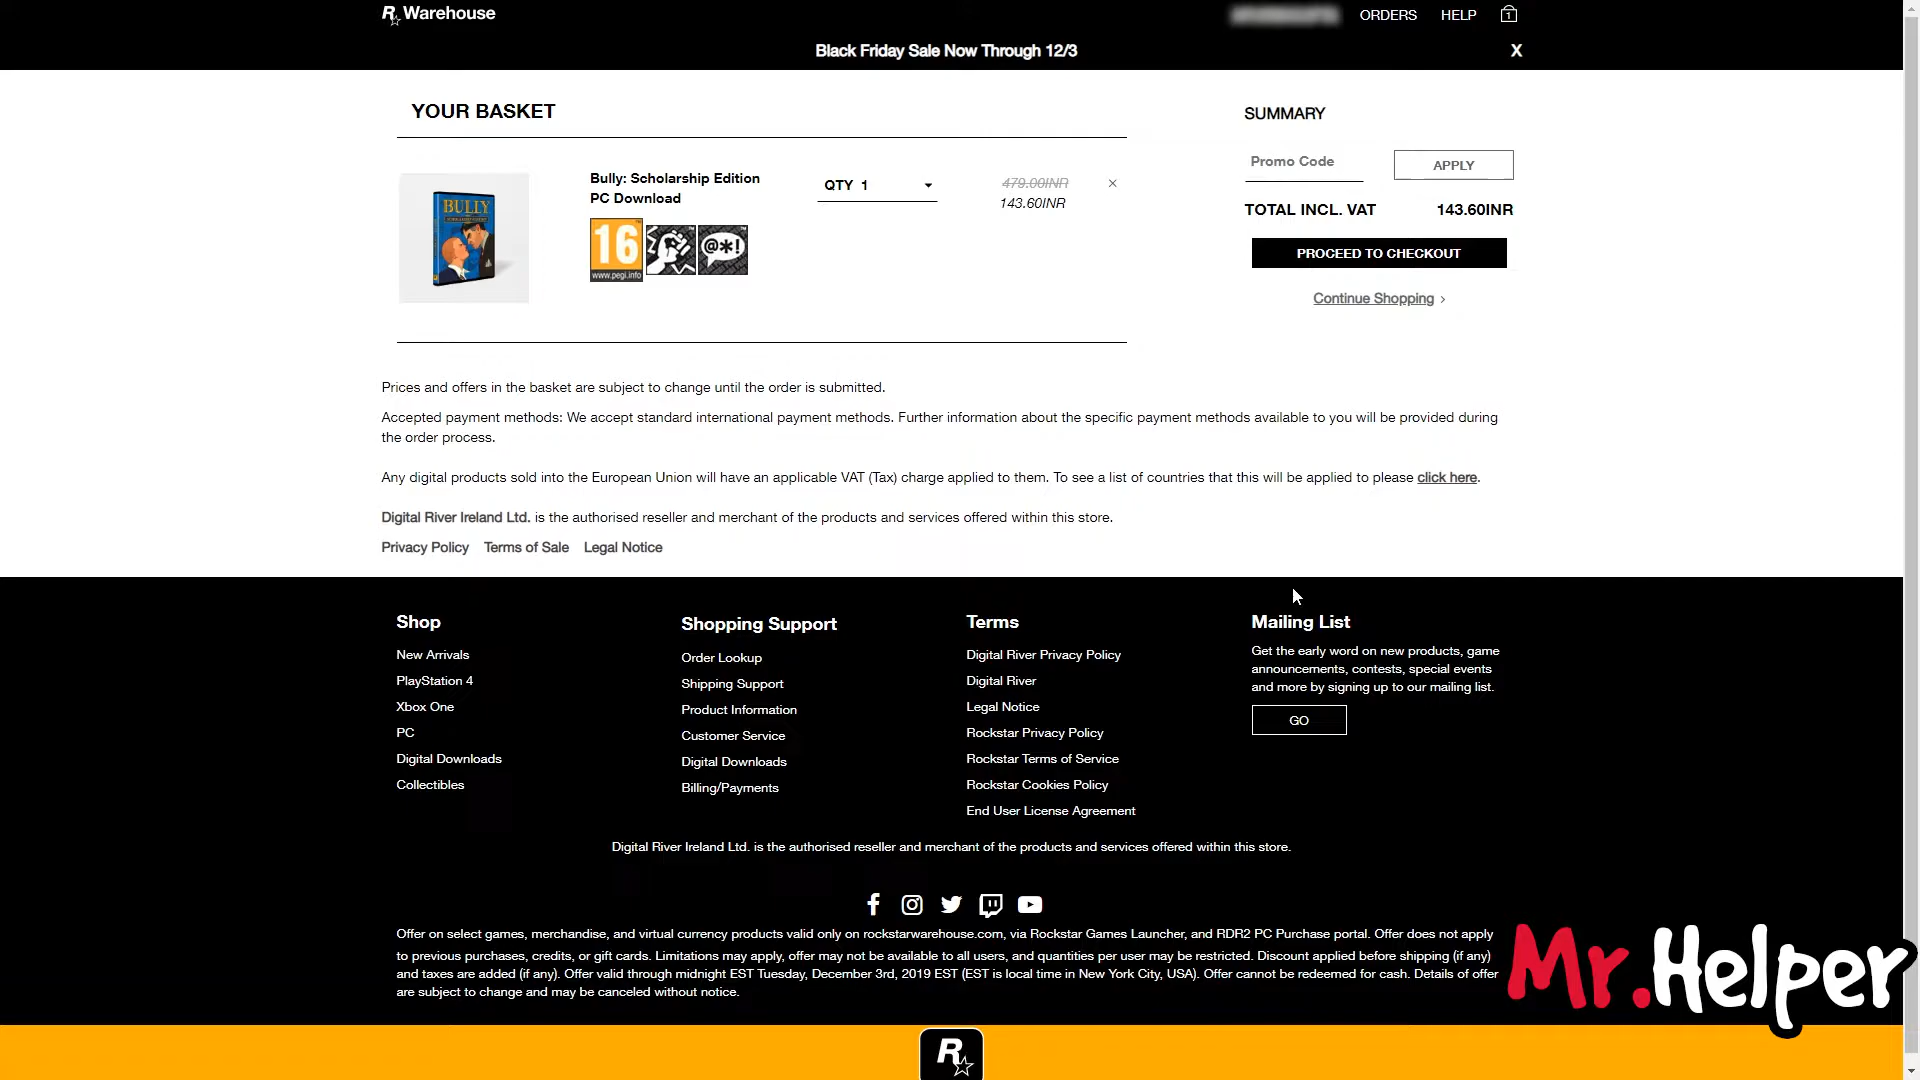 R Warehouse
ORDERS
HELP
1
Black Friday Sale Now Through 12/3
X
YOUR BASKET
SUMMARY
BULLY
Bully: Scholarship Edition
PC Download
QTY 1
479.00INR
143.60INR
16
www.pegi.info
@*!
Promo Code
APPLY
TOTAL INCL. VAT 143.60INR
PROCEED TO CHECKOUT
Continue Shopping ›
Prices and offers in the basket are subject to change until the order is submitted.
Accepted payment methods: We accept standard international payment methods. Further information about the specific payment methods available to you will be provided during
the order process.
Any digital products sold into the European Union will have an applicable VAT (Tax) charge applied to them. To see a list of countries that this will be applied to please click here.
Digital River Ireland Ltd. is the authorised reseller and merchant of the products and services offered within this store.
Privacy Policy Terms of Sale Legal Notice
Shop
New Arrivals
PlayStation 4
Xbox One
PC
Digital Downloads
Collectibles
Shopping Support
Order Lookup
Shipping Support
Product Information
Customer Service
Digital Downloads
Billing/Payments
Terms
Digital River Privacy Policy
Digital River
Legal Notice
Rockstar Privacy Policy
Rockstar Terms of Service
Rockstar Cookies Policy
End User License Agreement
Mailing List
Get the early word on new products, game
announcements, contests, special events
and more by signing up to our mailing list.
GO
Digital River Ireland Ltd. is the authorised reseller and merchant of the products and services offered within this store.
Offer on select games, merchandise, and virtual currency products valid only on rockstarwarehouse.com, via Rockstar Games Launcher, and RDR2 PC Purchase portal. Offer does not apply
to previous purchases, credits, or gift cards. Limitations may apply, offer may not be available to all users, and quantities per user may be restricted. Discount applied before shipping (if any)
and taxes are added (if any). Offer valid through midnight EST Tuesday, December 3rd, 2019 EST (EST is local time in New York City, USA). Offer cannot be redeemed for cash. Details of offer
are subject to change and may be canceled without notice.
Mr.Helper
R